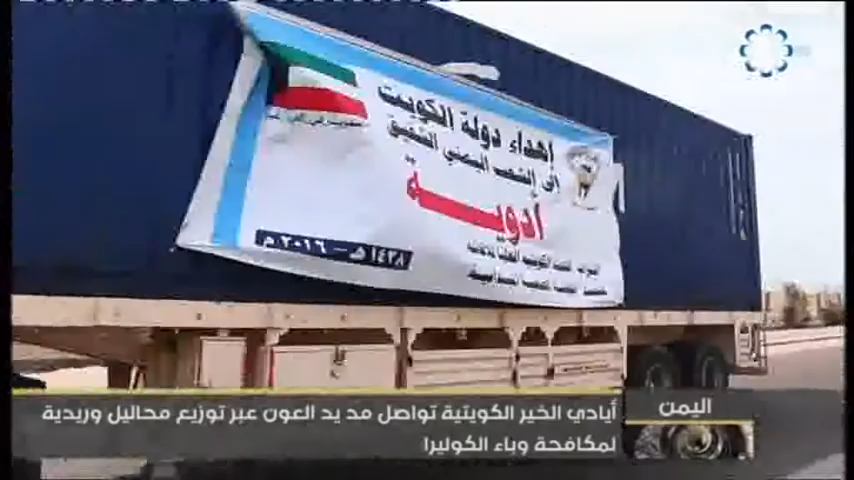 إهداء دولة الكويت
إلى الشعب اليمني الشقيق
أدوية
١٤٣٨ هـ - ٢٠١٦ م
اليمن
أيادي الخير الكويتية تواصل مد يد العون عبر توزيع محاليل وريدية
لمكافحة وباء الكوليرا